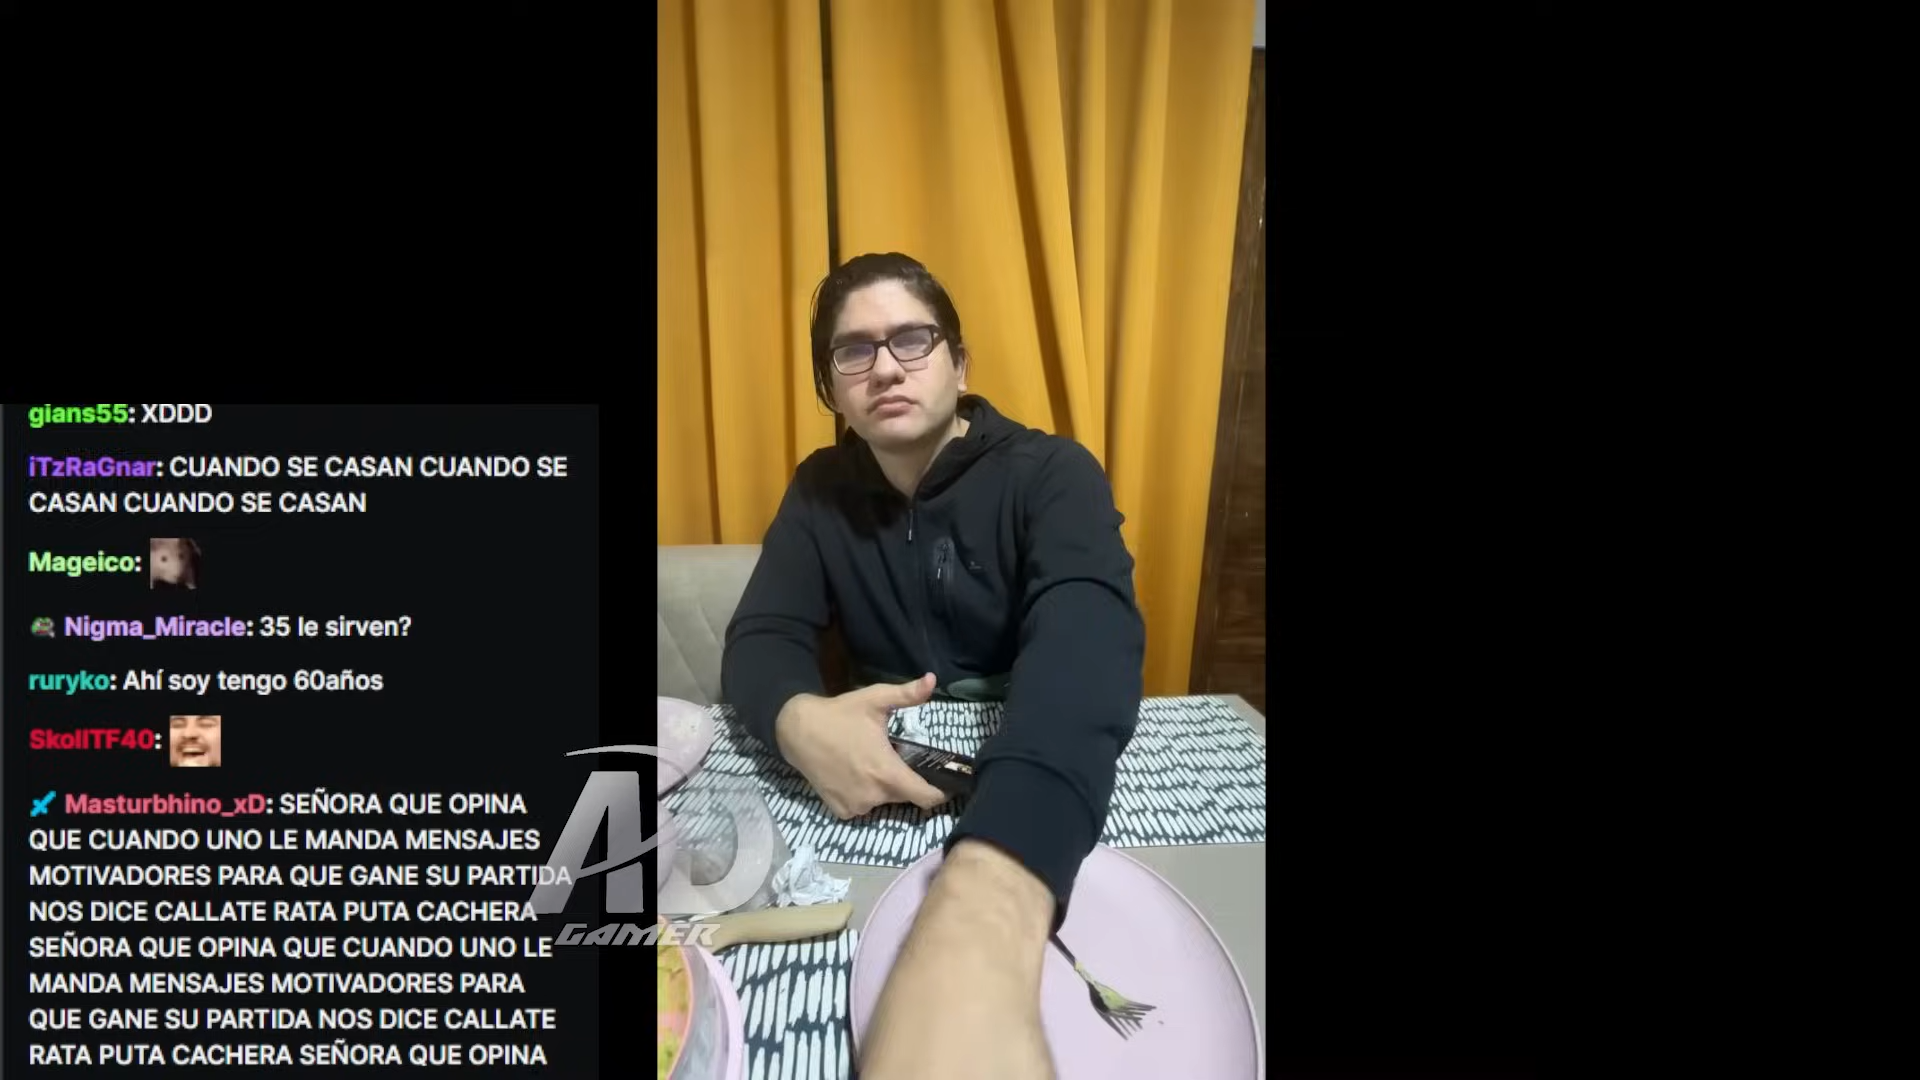 gians55: XDDD
iTzRaGnar: CUANDO SE CASAN CUANDO SE
CASAN CUANDO SE CASAN
Mageico:
Nigma_Miracle: 35 le sirven?
ruryko: Ahí soy tengo 60años
SkollTF40:
Masturbhino_xD: SEÑORA QUE OPINA
QUE CUANDO UNO LE MANDA MENSAJES
MOTIVADORES PARA QUE GANE SU PARTIDA
NOS DICE CALLATE RATA PUTA CACHERA
SEÑORA QUE OPINA QUE CUANDO UNO LE
MANDA MENSAJES MOTIVADORES PARA
QUE GANE SU PARTIDA NOS DICE CALLATE
RATA PUTA CACHERA SEÑORA QUE OPINA
AD
GAMER